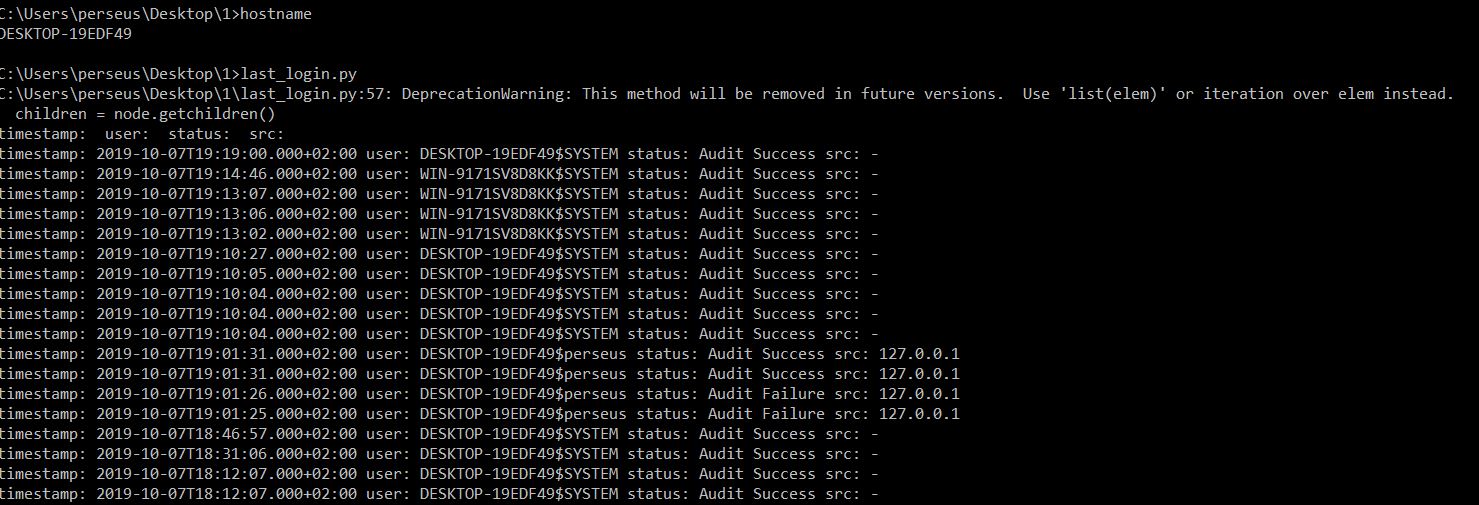 C:\Users\perseus\Desktop\1>hostname
DESKTOP-19EDF49
C:\Users\perseus\Desktop\1>last_login.py
C:\Users\perseus\Desktop\1\last_login.py:57: DeprecationWarning: This method will be removed in future versions.  Use 'list(elem)' or iteration over elem instead.
  children = node.getchildren()
timestamp:  user:  status:  src:
timestamp: 2019-10-07T19:19:00.000+02:00 user: DESKTOP-19EDF49$SYSTEM status: Audit Success src: -
timestamp: 2019-10-07T19:14:46.000+02:00 user: WIN-9171SV8D8KK$SYSTEM status: Audit Success src: -
timestamp: 2019-10-07T19:13:07.000+02:00 user: WIN-9171SV8D8KK$SYSTEM status: Audit Success src: -
timestamp: 2019-10-07T19:13:06.000+02:00 user: WIN-9171SV8D8KK$SYSTEM status: Audit Success src: -
timestamp: 2019-10-07T19:13:02.000+02:00 user: WIN-9171SV8D8KK$SYSTEM status: Audit Success src: -
timestamp: 2019-10-07T19:10:27.000+02:00 user: DESKTOP-19EDF49$SYSTEM status: Audit Success src: -
timestamp: 2019-10-07T19:10:05.000+02:00 user: DESKTOP-19EDF49$SYSTEM status: Audit Success src: -
timestamp: 2019-10-07T19:10:04.000+02:00 user: DESKTOP-19EDF49$SYSTEM status: Audit Success src: -
timestamp: 2019-10-07T19:10:04.000+02:00 user: DESKTOP-19EDF49$SYSTEM status: Audit Success src: -
timestamp: 2019-10-07T19:10:04.000+02:00 user: DESKTOP-19EDF49$SYSTEM status: Audit Success src:
timestamp: 2019-10-07T19:01:31.000+02:00 user: DESKTOP-19EDF49$perseus status: Audit Success src: 127.0.0.1
timestamp: 2019-10-07T19:01:31.000+02:00 user: DESKTOP-19EDF49$perseus status: Audit Success src: 127.0.0.1
timestamp: 2019-10-07T19:01:26.000+02:00 user: DESKTOP-19EDF49$perseus status: Audit Failure src: 127.0.0.1
timestamp: 2019-10-07T19:01:25.000+02:00 user: DESKTOP-19EDF49$perseus status: Audit Failure src: 127.0.0.1
timestamp: 2019-10-07T18:46:57.000+02:00 user: DESKTOP-19EDF49$SYSTEM status: Audit Success src: -
timestamp: 2019-10-07T18:31:06.000+02:00 user: DESKTOP-19EDF49$SYSTEM status: Audit Success src: -
timestamp: 2019-10-07T18:12:07.000+02:00 user: DESKTOP-19EDF49$SYSTEM status: Audit Success src: -
timestamp: 2019-10-07T18:12:07.000+02:00 user: DESKTOP-19EDF49$SYSTEM status: Audit Success src: -